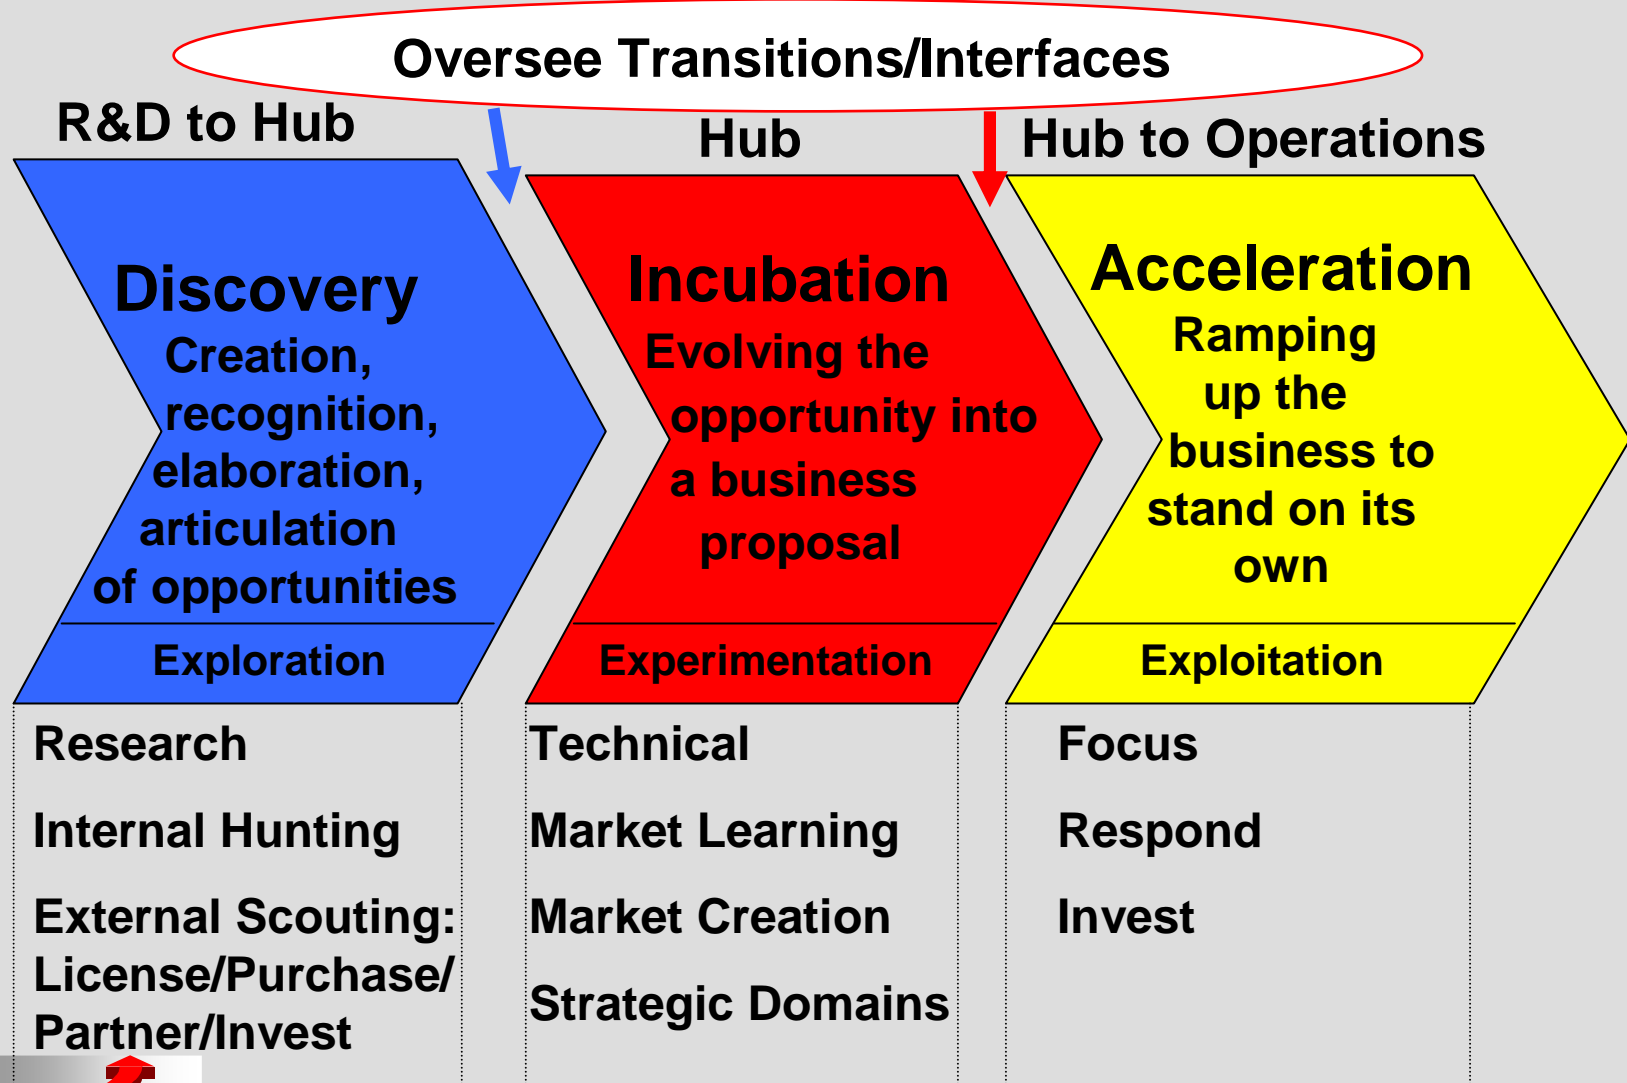 Oversee Transitions/Interfaces
R&D to Hub
Hub
Hub to Operations
Discovery
Creation,
recognition,
elaboration,
articulation
of opportunities
Exploration
Incubation
Evolving the
opportunity into
a business
proposal
Experimentation
Acceleration
Ramping
up the
business to
stand on its
own
Exploitation
Research
Internal Hunting
External Scouting:
License/Purchase/
Partner/Invest
Technical
Market Learning
Market Creation
Strategic Domains
Focus
Respond
Invest